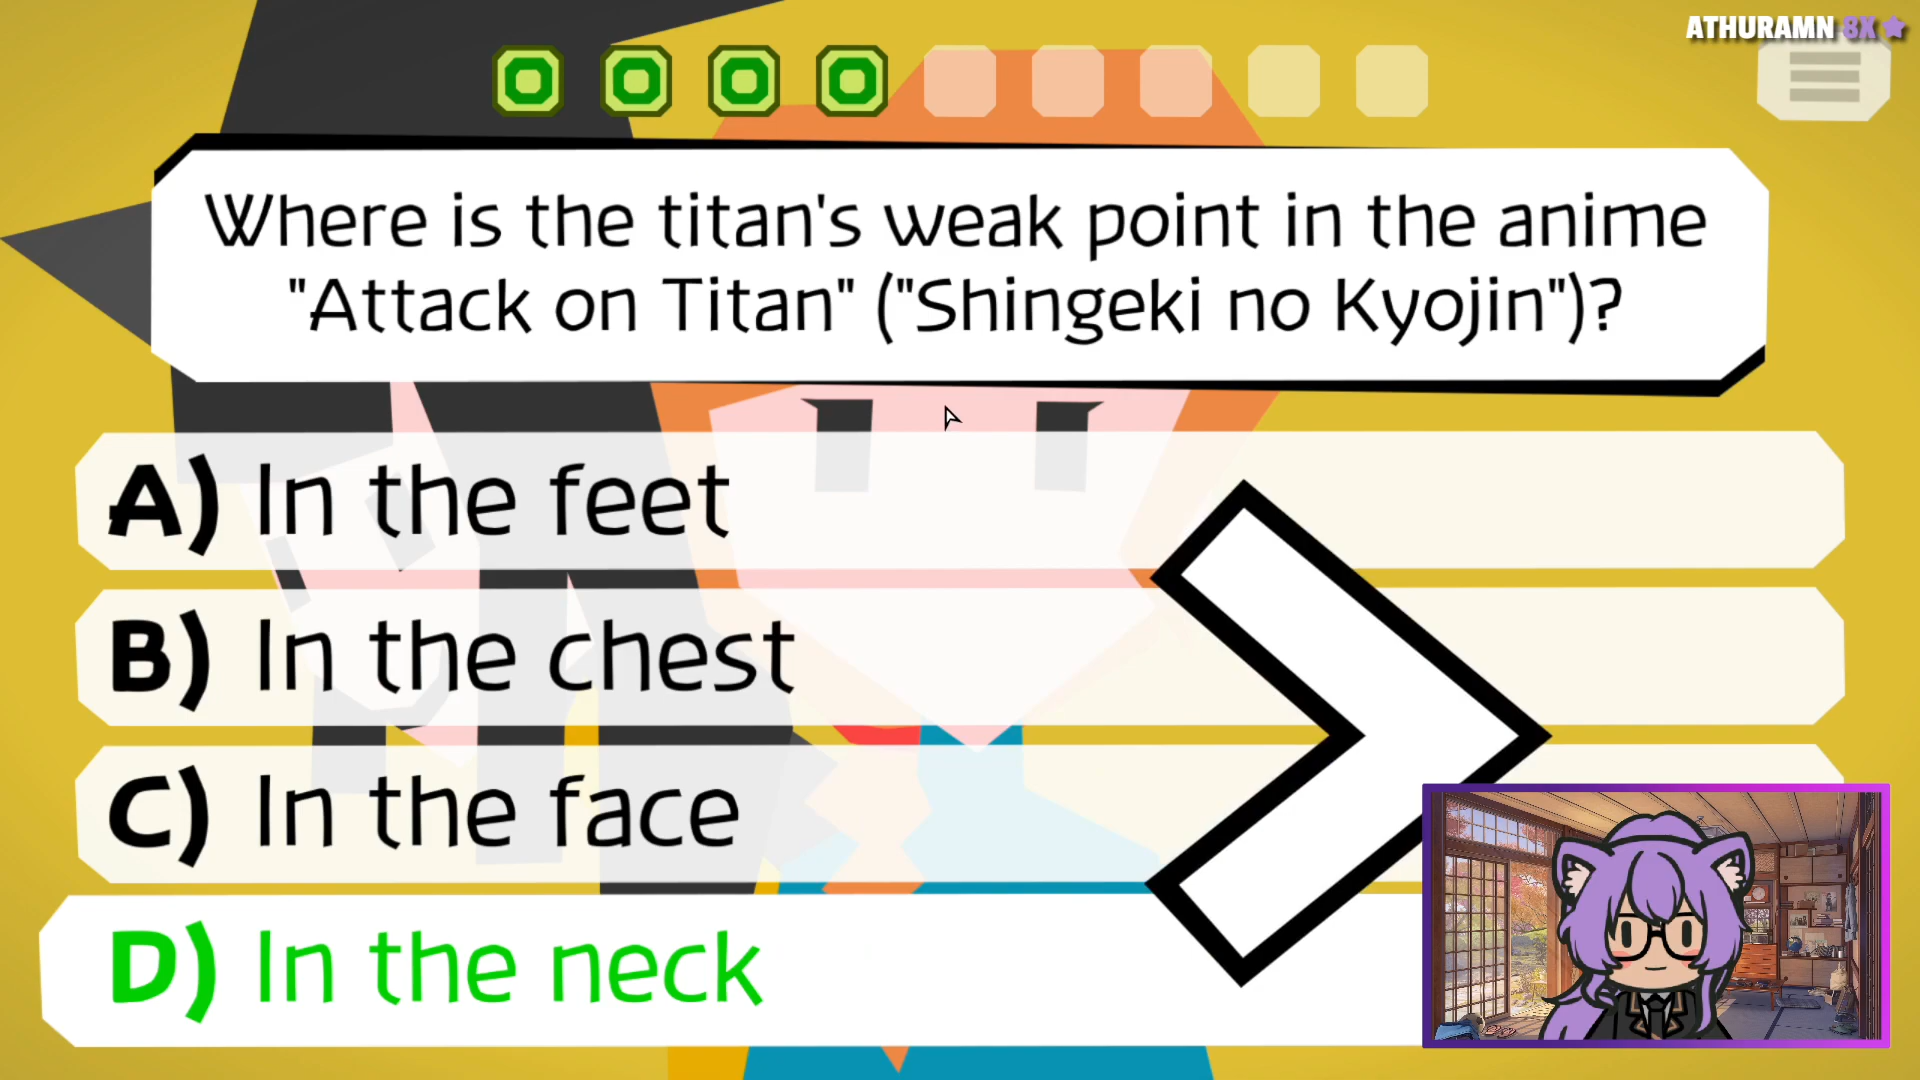 ATHURAMN 8X
Where is the titan's weak point in the anime
"Attack on Titan" ("Shingeki no Kyojin")?
A) In the feet
B) In the chest
C) In the face
D) In the neck